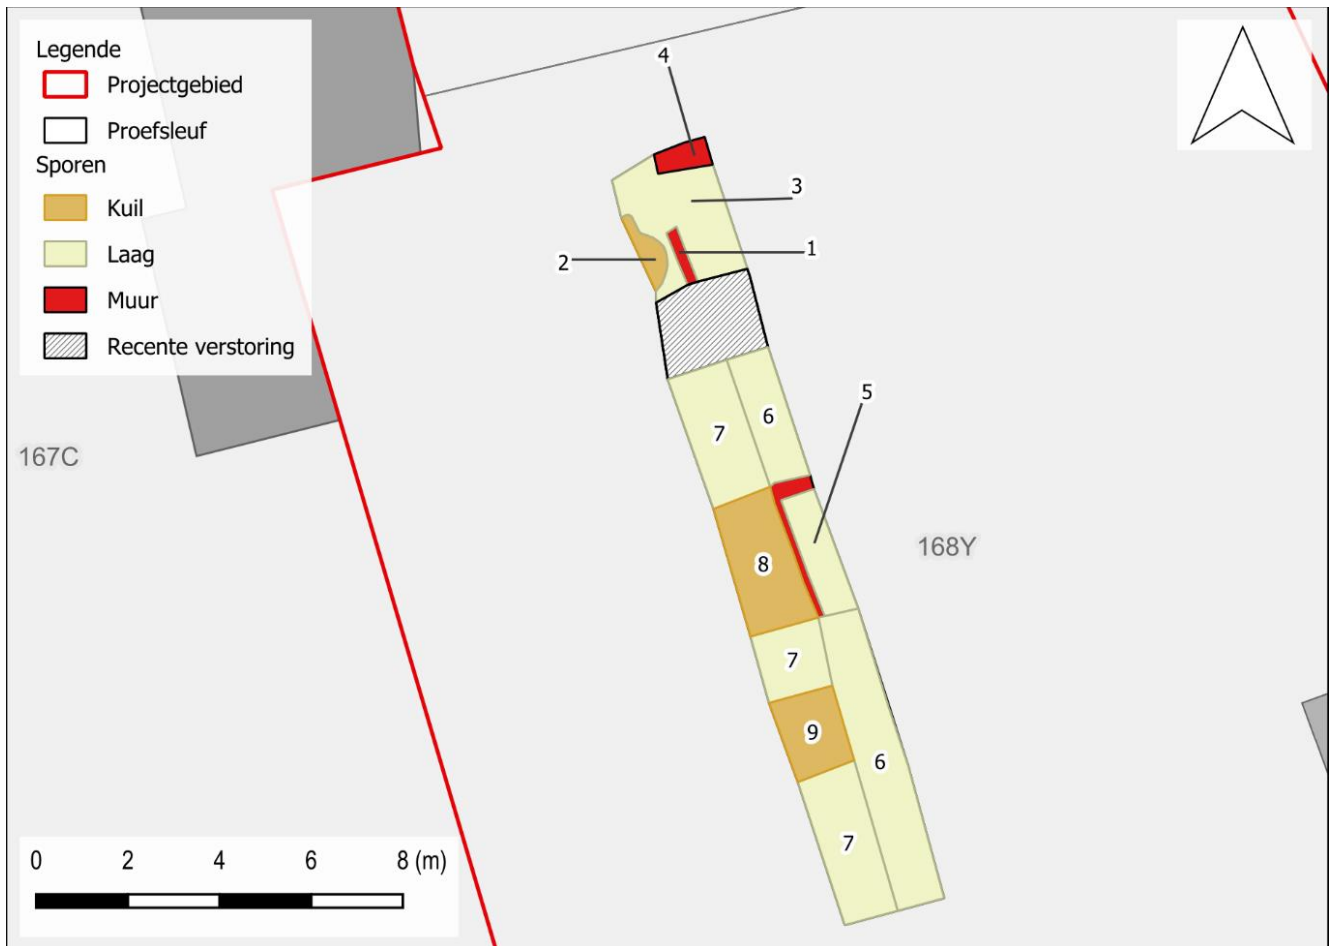 Legende
Projectgebied
Proefsleuf
Sporen
Kuil
Laag
Muur
Recente verstoring
4
3
1
2
5
6
7
167C
168Y
8
7
9
6
7
0 2 4 6 8 (m)